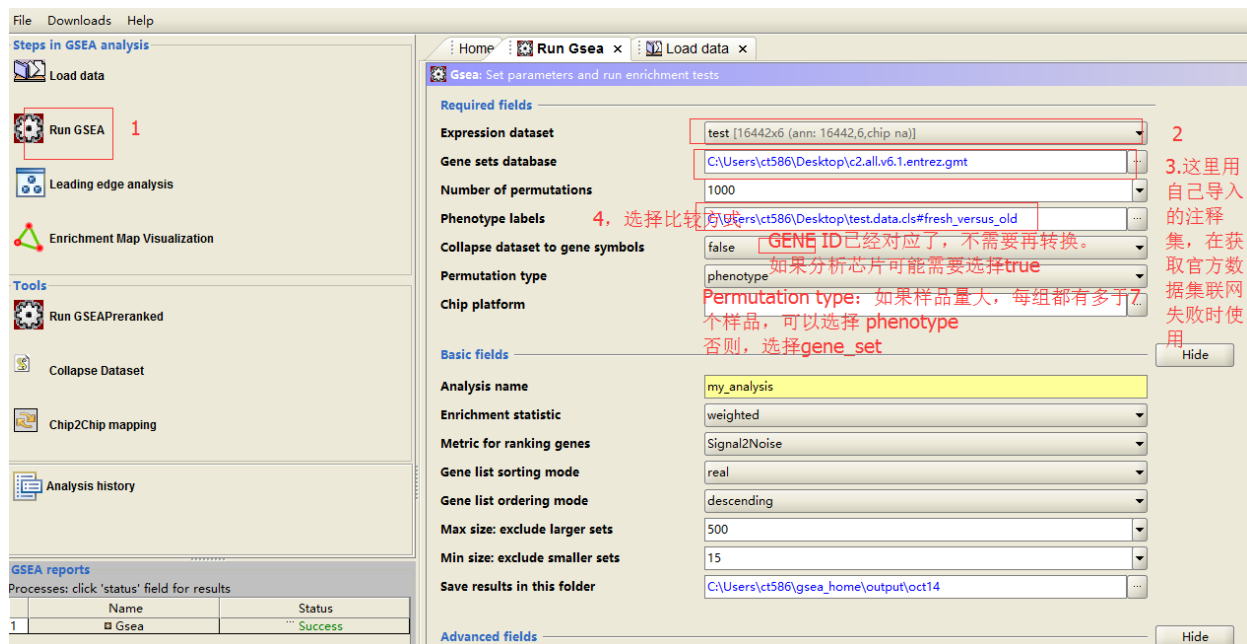 File Downloads Help
Steps in GSEA analysis
Load data
Run GSEA
1
Leading edge analysis
Enrichment Map Visualization
Tools
Run GSEAPreranked
Collapse Dataset
Chip2Chip mapping
Analysis history
GSEA reports
Processes: click 'status' field for results
Name Status
1 Gsea Success
Home Run Gsea × Load data ×
Gsea: Set parameters and run enrichment tests
Required fields
Expression dataset test [16442x6 (ann: 16442,6,chip na)]
2
Gene sets database C:\Users\ct586\Desktop\c2.all.v6.1.entrez.gmt ...
3.这里用
自己导入
的注释
集，在获
取官方数
据集联网
失败时使
用
Number of permutations 1000
Phenotype labels C:\Users\ct586\Desktop\test.data.cls#fresh_versus_old ...
4，选择比较方式
Collapse dataset to gene symbols false
GENE ID已经对应了，不需要再转换。
如果分析芯片可能需要选择true
Permutation type phenotype
Chip platform ...
Permutation type：如果样品量大，每组都有多于7
个样品，可以选择 phenotype
否则，选择gene_set
Basic fields Hide
Analysis name my_analysis
Enrichment statistic weighted
Metric for ranking genes Signal2Noise
Gene list sorting mode real
Gene list ordering mode descending
Max size: exclude larger sets 500
Min size: exclude smaller sets 15
Save results in this folder C:\Users\ct586\gsea_home\output\oct14 ...
Advanced fields Hide